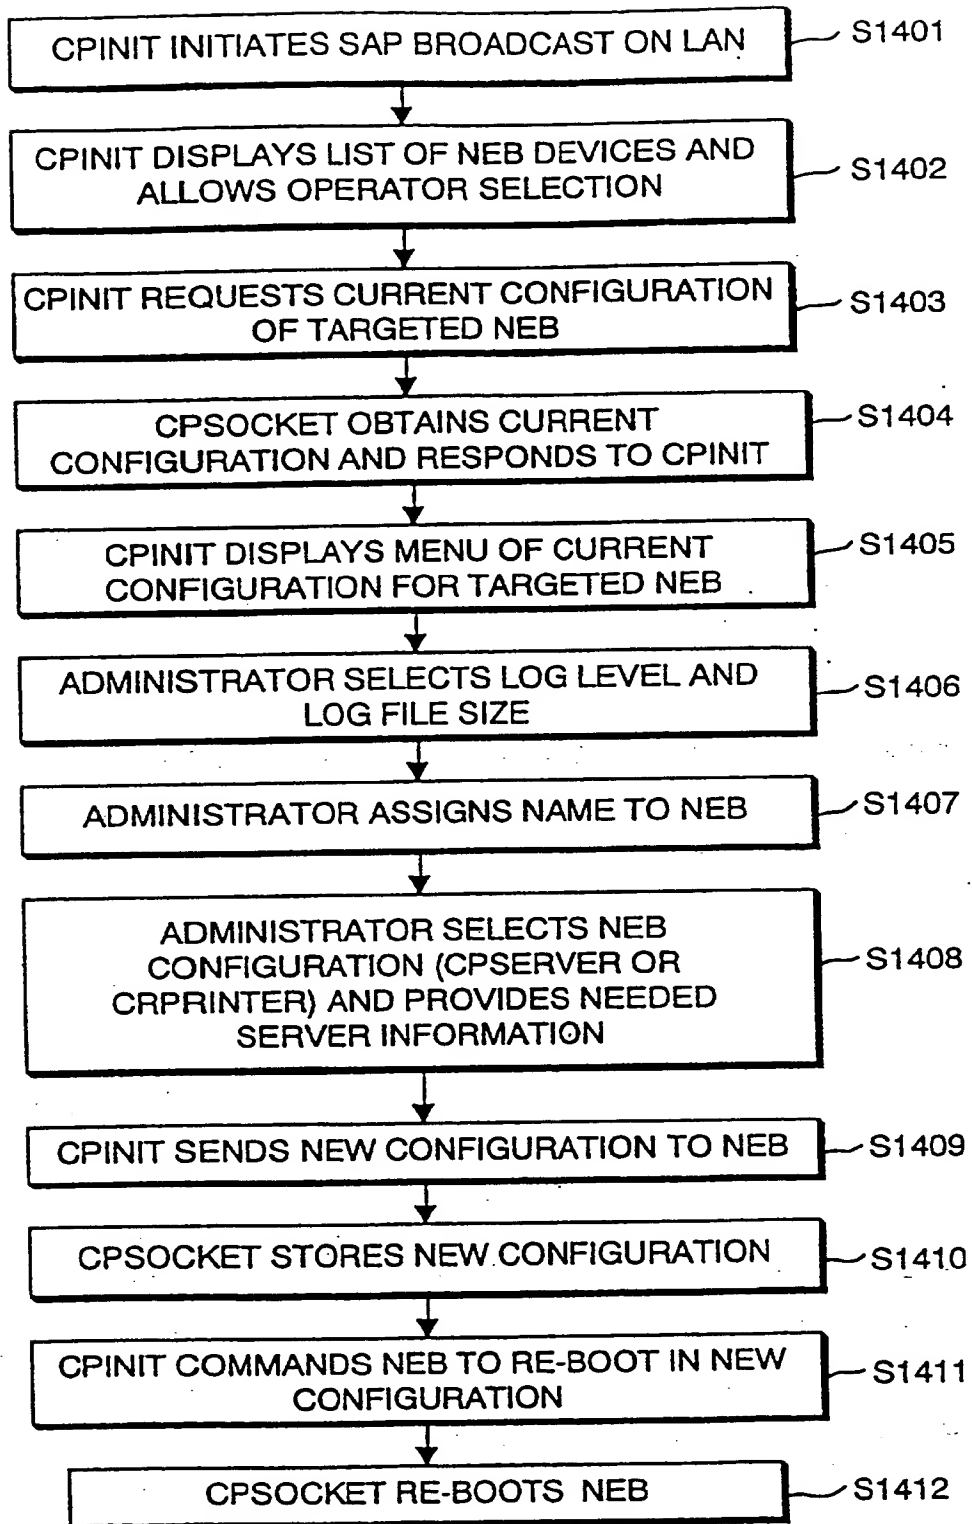 CPINIT INITIATES SAP BROADCAST ON LAN
S1401
CPINIT DISPLAYS LIST OF NEB DEVICES AND
ALLOWS OPERATOR SELECTION
S1402
CPINIT REQUESTS CURRENT CONFIGURATION
OF TARGETED NEB
S1403
CPSOCKET OBTAINS CURRENT
CONFIGURATION AND RESPONDS TO CPINIT
S1404
CPINIT DISPLAYS MENU OF CURRENT
CONFIGURATION FOR TARGETED NEB
S1405
ADMINISTRATOR SELECTS LOG LEVEL AND
LOG FILE SIZE
S1406
ADMINISTRATOR ASSIGNS NAME TO NEB
S1407
ADMINISTRATOR SELECTS NEB
CONFIGURATION (CPSERVER OR
CRPRINTER) AND PROVIDES NEEDED
SERVER INFORMATION
S1408
CPINIT SENDS NEW CONFIGURATION TO NEB
S1409
CPSOCKET STORES NEW CONFIGURATION
S1410
CPINIT COMMANDS NEB TO RE-BOOT IN NEW
CONFIGURATION
S1411
CPSOCKET RE-BOOTS NEB
S1412